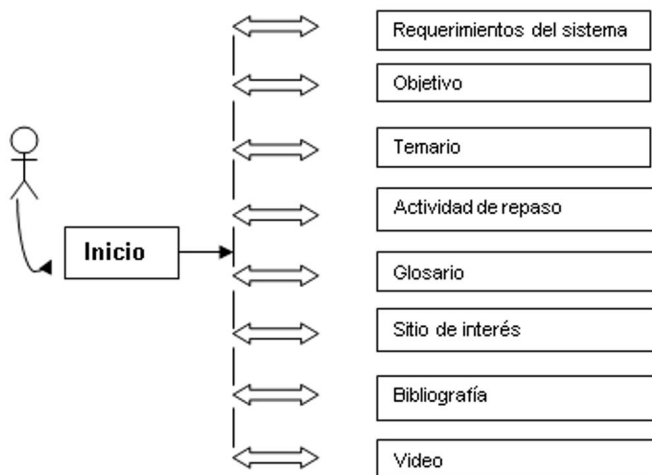 Requerimientos del sistema
Objetivo
Temario
Actividad de repaso
Inicio
Glosario
Sitio de interés
Bibliografía
Video